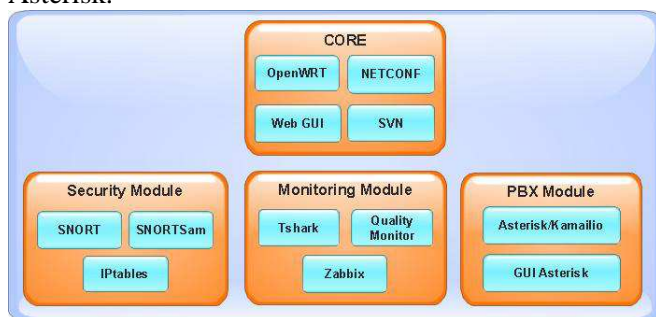 Asterisk.
CORE
OpenWRT
NETCONF
Web GUI
SVN
Security Module
SNORT
SNORTSam
IPtables
Monitoring Module
Tshark
Quality
Monitor
Zabbix
PBX Module
Asterisk/Kamailio
GUI Asterisk